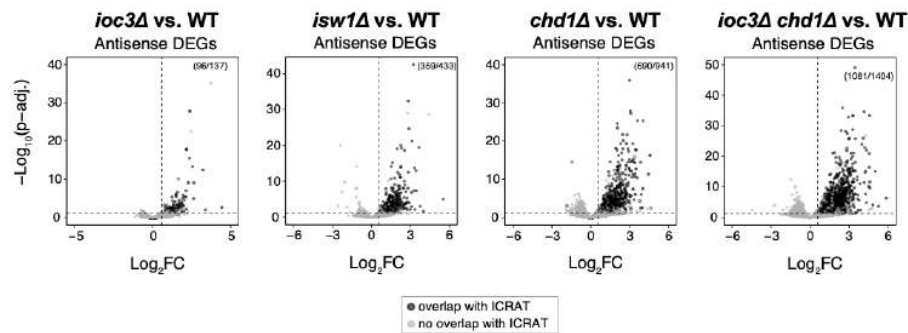 ioc3Δ vs. WT
Antisense DEGs
isw1Δ vs. WT
Antisense DEGs
chd1Δ vs. WT
Antisense DEGs
ioc3Δ chd1Δ vs. WT
Antisense DEGs
−Log10(p−adj.)
40
30
20
10
0
(96/137)
−5
0
5
Log2FC
40
30
20
10
0
(359/433)
−6
−3
0
3
6
Log2FC
40
30
20
10
0
(690/941)
−6
−3
0
3
6
Log2FC
50
40
30
20
10
0
(1081/1404)
−6
−3
0
3
6
Log2FC
overlap with ICRAT
no overlap with ICRAT